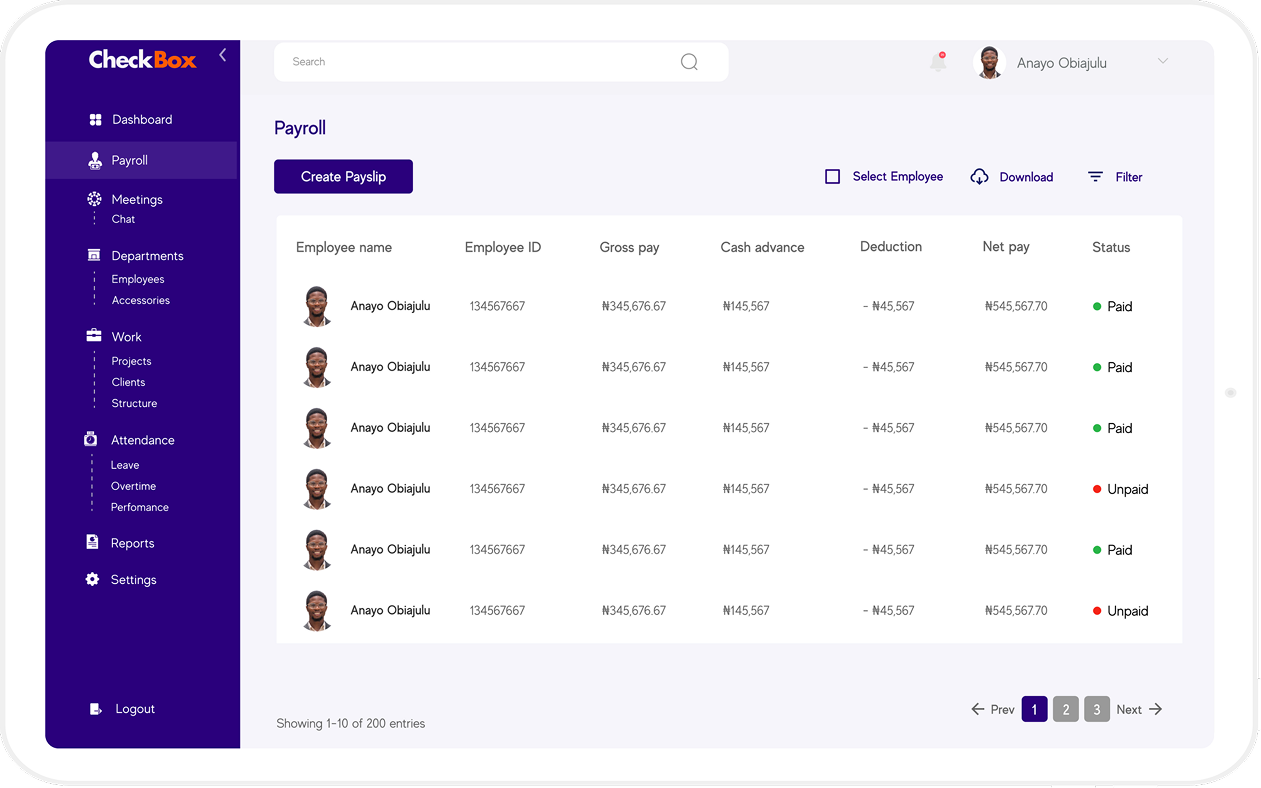 CheckBox
Search
Anayo Obiajulu
Dashboard
Payroll
Meetings
Chat
Departments
Employees
Accessories
Work
Projects
Clients
Structure
Attendance
Leave
Overtime
Perfomance
Reports
Settings
Logout
Payroll
Create Payslip
Select Employee Download Filter
Employee name Employee ID Gross pay Cash advance Deduction Net pay Status
Anayo Obiajulu 134567667 ₦345,676.67 ₦145,567 - ₦45,567 ₦545,567.70 Paid
Anayo Obiajulu 134567667 ₦345,676.67 ₦145,567 - ₦45,567 ₦545,567.70 Paid
Anayo Obiajulu 134567667 ₦345,676.67 ₦145,567 - ₦45,567 ₦545,567.70 Paid
Anayo Obiajulu 134567667 ₦345,676.67 ₦145,567 - ₦45,567 ₦545,567.70 Unpaid
Anayo Obiajulu 134567667 ₦345,676.67 ₦145,567 - ₦45,567 ₦545,567.70 Paid
Anayo Obiajulu 134567667 ₦345,676.67 ₦145,567 - ₦45,567 ₦545,567.70 Unpaid
Showing 1-10 of 200 entries
Prev 1 2 3 Next